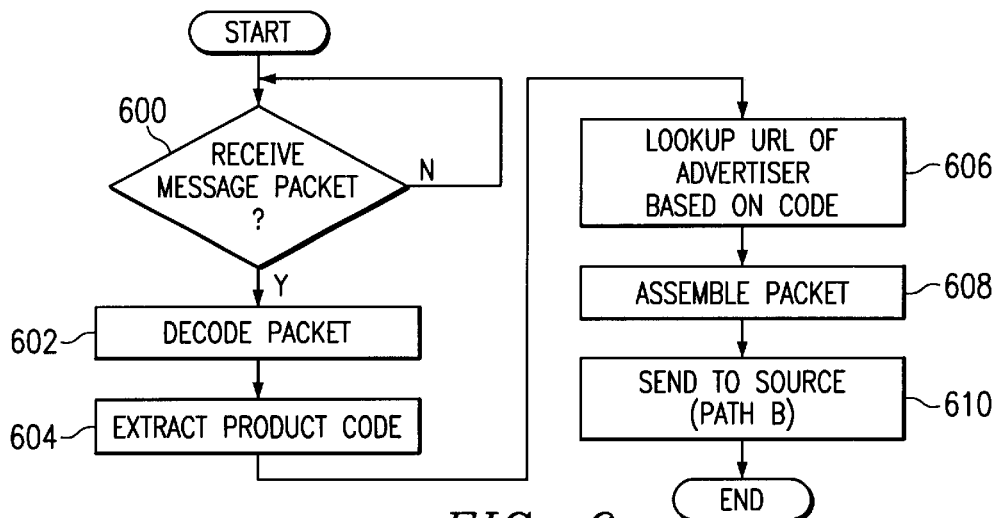 START
600
RECEIVE
MESSAGE PACKET
?
N
Y
602
DECODE PACKET
604
EXTRACT PRODUCT CODE
LOOKUP URL OF
ADVERTISER
BASED ON CODE
606
ASSEMBLE PACKET
608
SEND TO SOURCE
(PATH B)
610
END
FIG.